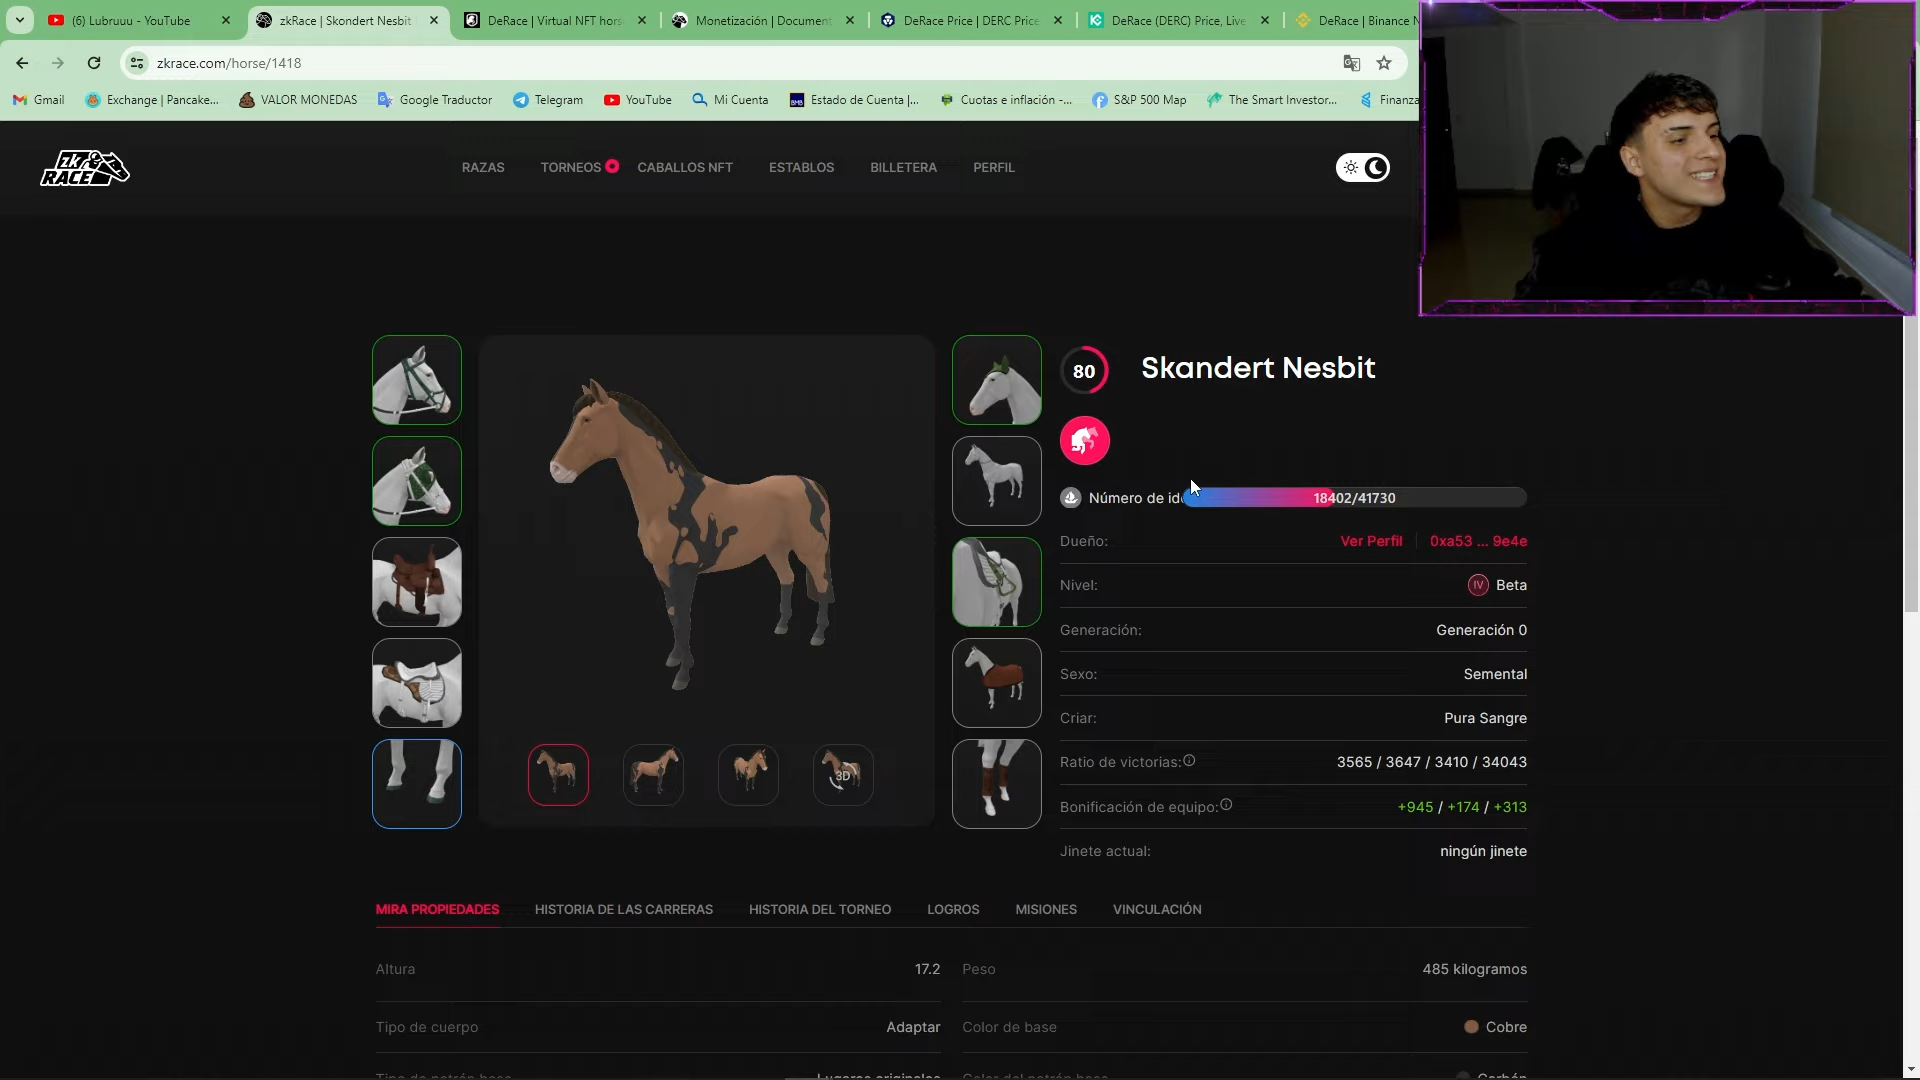 (6) Lubruuu - YouTube
zkRace | Skondert Nesbit
DeRace | Virtual NFT hors
Monetización | Document
DeRace Price | DERC Price
DeRace (DERC) Price, Live
DeRace | Binance N
zkrace.com/horse/1418
Gmail
Exchange | Pancake...
VALOR MONEDAS
Google Traductor
Telegram
YouTube
Mi Cuenta
Estado de Cuenta |...
Cuotas e inflación -...
S&P 500 Map
The Smart Investor...
Finanza
ZK RACE
RAZAS
TORNEOS
CABALLOS NFT
ESTABLOS
BILLETERA
PERFIL
80
Skandert Nesbit
Número de ide
18402/41730
Dueño:
Ver Perfil
0xa53 ... 9e4e
Nivel:
IV Beta
Generación:
Generación 0
Sexo:
Semental
Criar:
Pura Sangre
Ratio de victorias:
3565 / 3647 / 3410 / 34043
Bonificación de equipo:
+945 / +174 / +313
Jinete actual:
ningún jinete
3D
MIRA PROPIEDADES
HISTORIA DE LAS CARRERAS
HISTORIA DEL TORNEO
LOGROS
MISIONES
VINCULACIÓN
Altura
17.2
Peso
485 kilogramos
Tipo de cuerpo
Adaptar
Color de base
Cobre